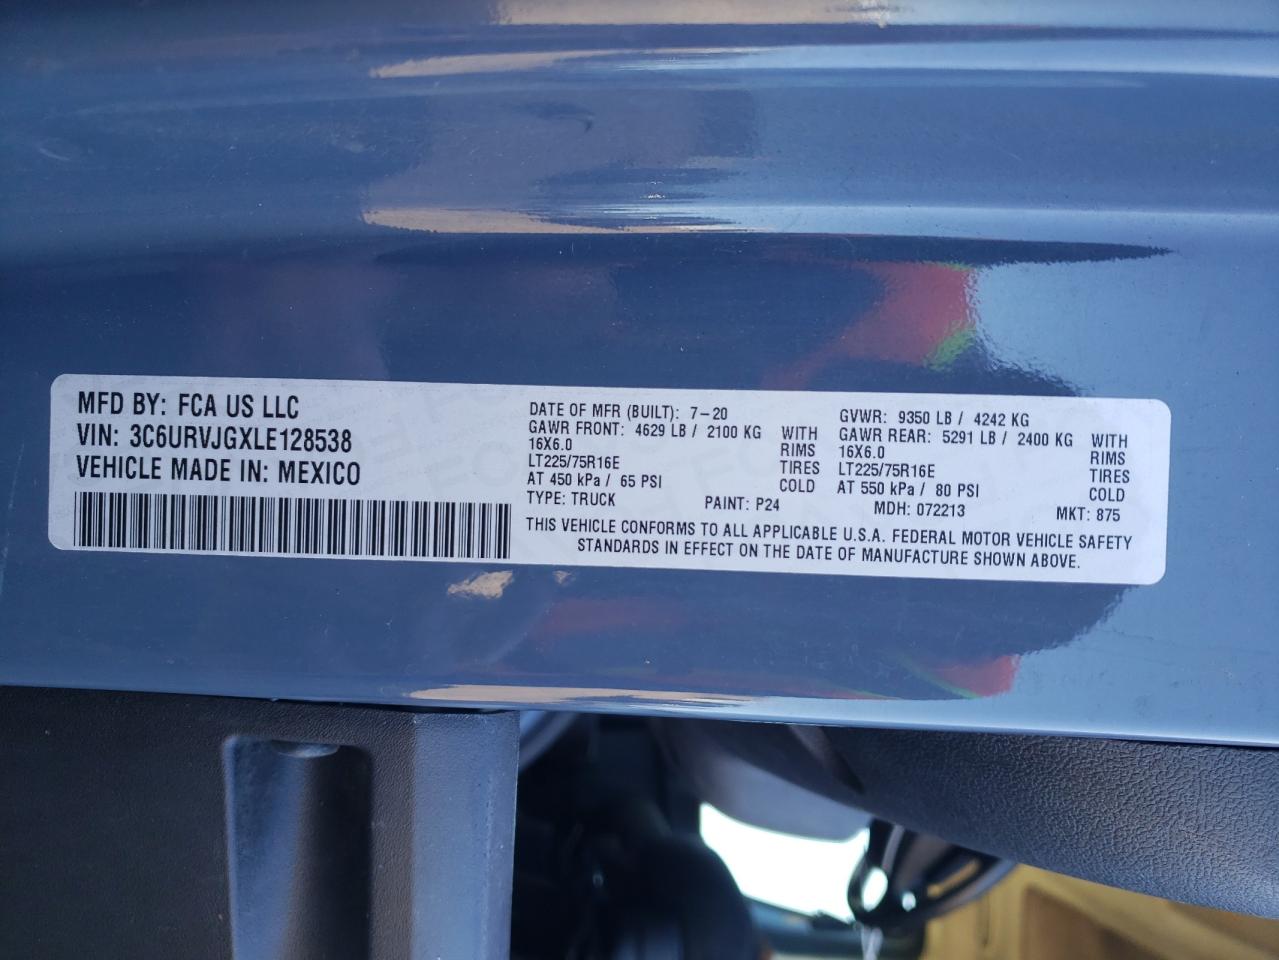 MFD BY: FCA US LLC
VIN: 3C6URVJGXLE128538
VEHICLE MADE IN: MEXICO
DATE OF MFR (BUILT): 7-20
GAWR FRONT: 4629 LB / 2100 KG WITH
16X6.0 RIMS
LT225/75R16E TIRES
AT 450 kPa / 65 PSI COLD
TYPE: TRUCK PAINT: P24
GVWR: 9350 LB / 4242 KG
GAWR REAR: 5291 LB / 2400 KG WITH
16X6.0 RIMS
LT225/75R16E TIRES
AT 550 kPa / 80 PSI COLD
MDH: 072213 MKT: 875
THIS VEHICLE CONFORMS TO ALL APPLICABLE U.S.A. FEDERAL MOTOR VEHICLE SAFETY
STANDARDS IN EFFECT ON THE DATE OF MANUFACTURE SHOWN ABOVE.